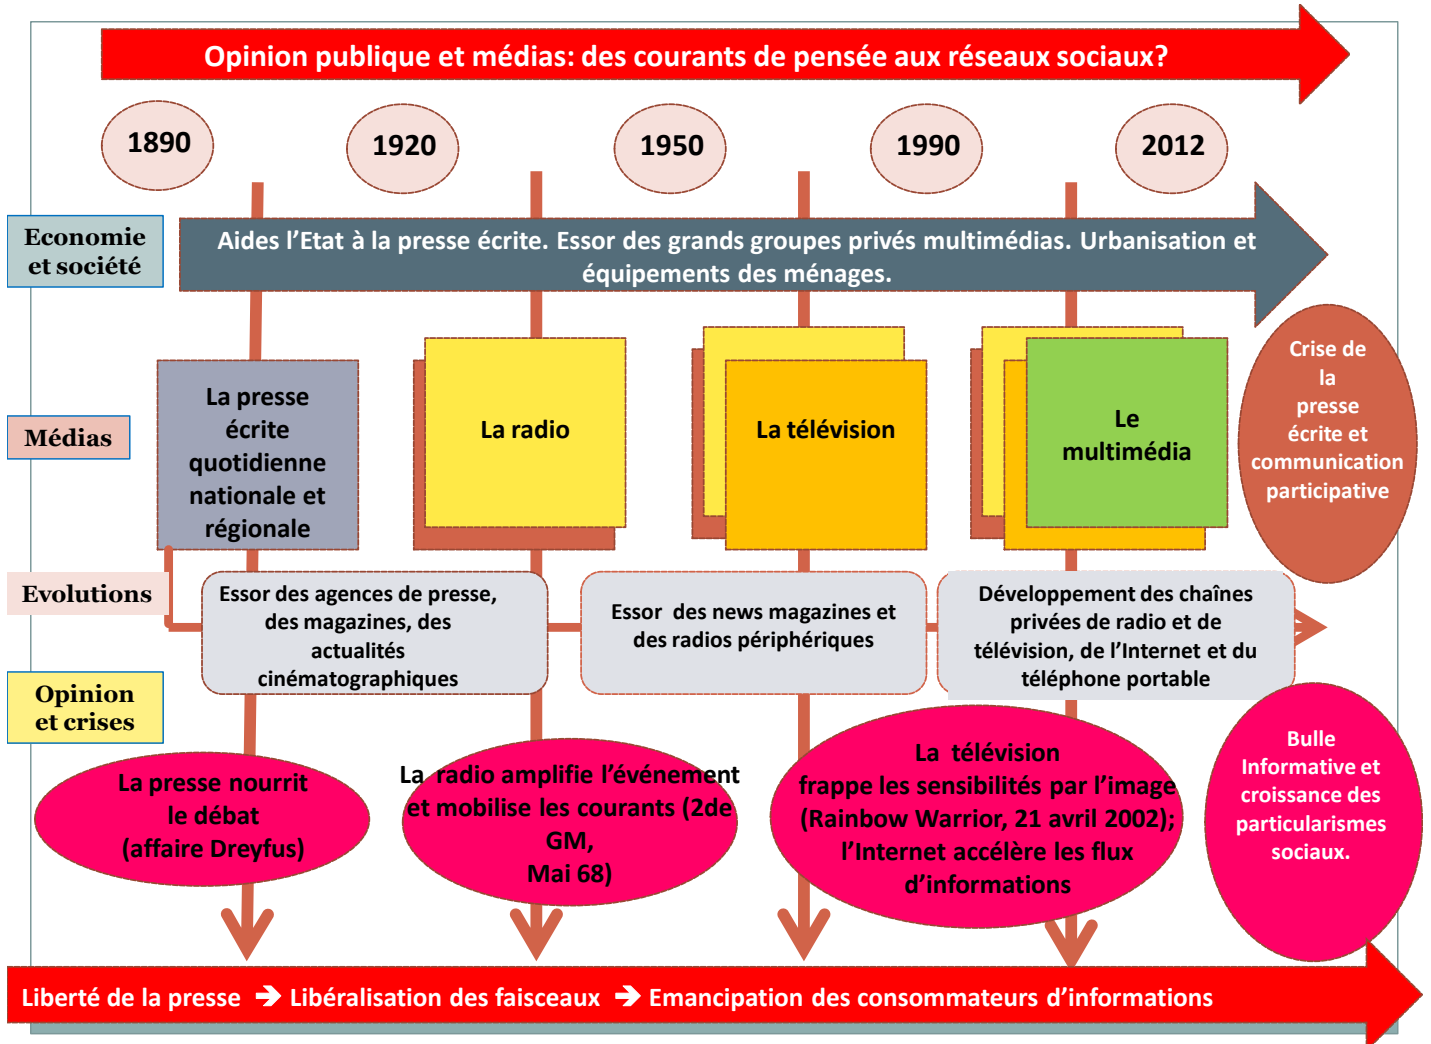 Opinion publique et médias: des courants de pensée aux réseaux sociaux?
1890
1920
1950
1990
2012
Economie
et société
Aides l’Etat à la presse écrite. Essor des grands groupes privés multimédias. Urbanisation et
équipements des ménages.
Médias
La presse
écrite
quotidienne
nationale et
régionale
La radio
La télévision
Le
multimédia
Crise de
la
presse
écrite et
communication
participative
Evolutions
Essor des agences de presse,
des magazines, des
actualités
cinématographiques
Essor des news magazines et
des radios périphériques
Développement des chaînes
privées de radio et de
télévision, de l’Internet et du
téléphone portable
Opinion
et crises
La presse nourrit
le débat
(affaire Dreyfus)
La radio amplifie l’événement
et mobilise les courants (2de
GM,
Mai 68)
La télévision
frappe les sensibilités par l’image
(Rainbow Warrior, 21 avril 2002);
l’Internet accélère les flux
d’informations
Bulle
Informative et
croissance des
particularismes
sociaux.
Liberté de la presse ➔ Libéralisation des faisceaux ➔ Emancipation des consommateurs d’informations